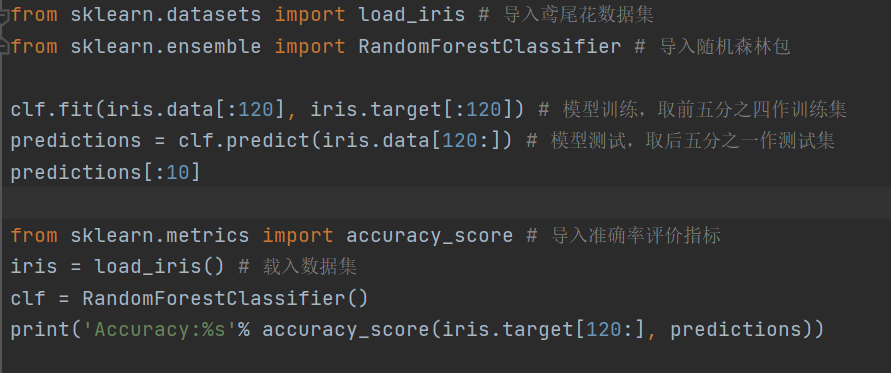 from sklearn.datasets import load_iris # 导入鸢尾花数据集
from sklearn.ensemble import RandomForestClassifier # 导入随机森林包
clf.fit(iris.data[:120], iris.target[:120]) # 模型训练，取前五分之四作训练集
predictions = clf.predict(iris.data[120:]) # 模型测试，取后五分之一作测试集
predictions[:10]
from sklearn.metrics import accuracy_score # 导入准确率评价指标
iris = load_iris() # 载入数据集
clf = RandomForestClassifier()
print('Accuracy:%s'% accuracy_score(iris.target[120:], predictions))